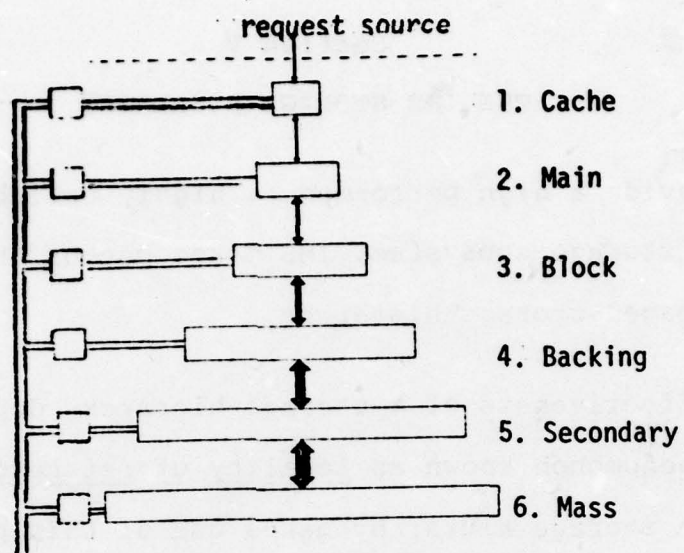 request source
1. Cache
2. Main
3. Block
4. Backing
5. Secondary
6. Mass